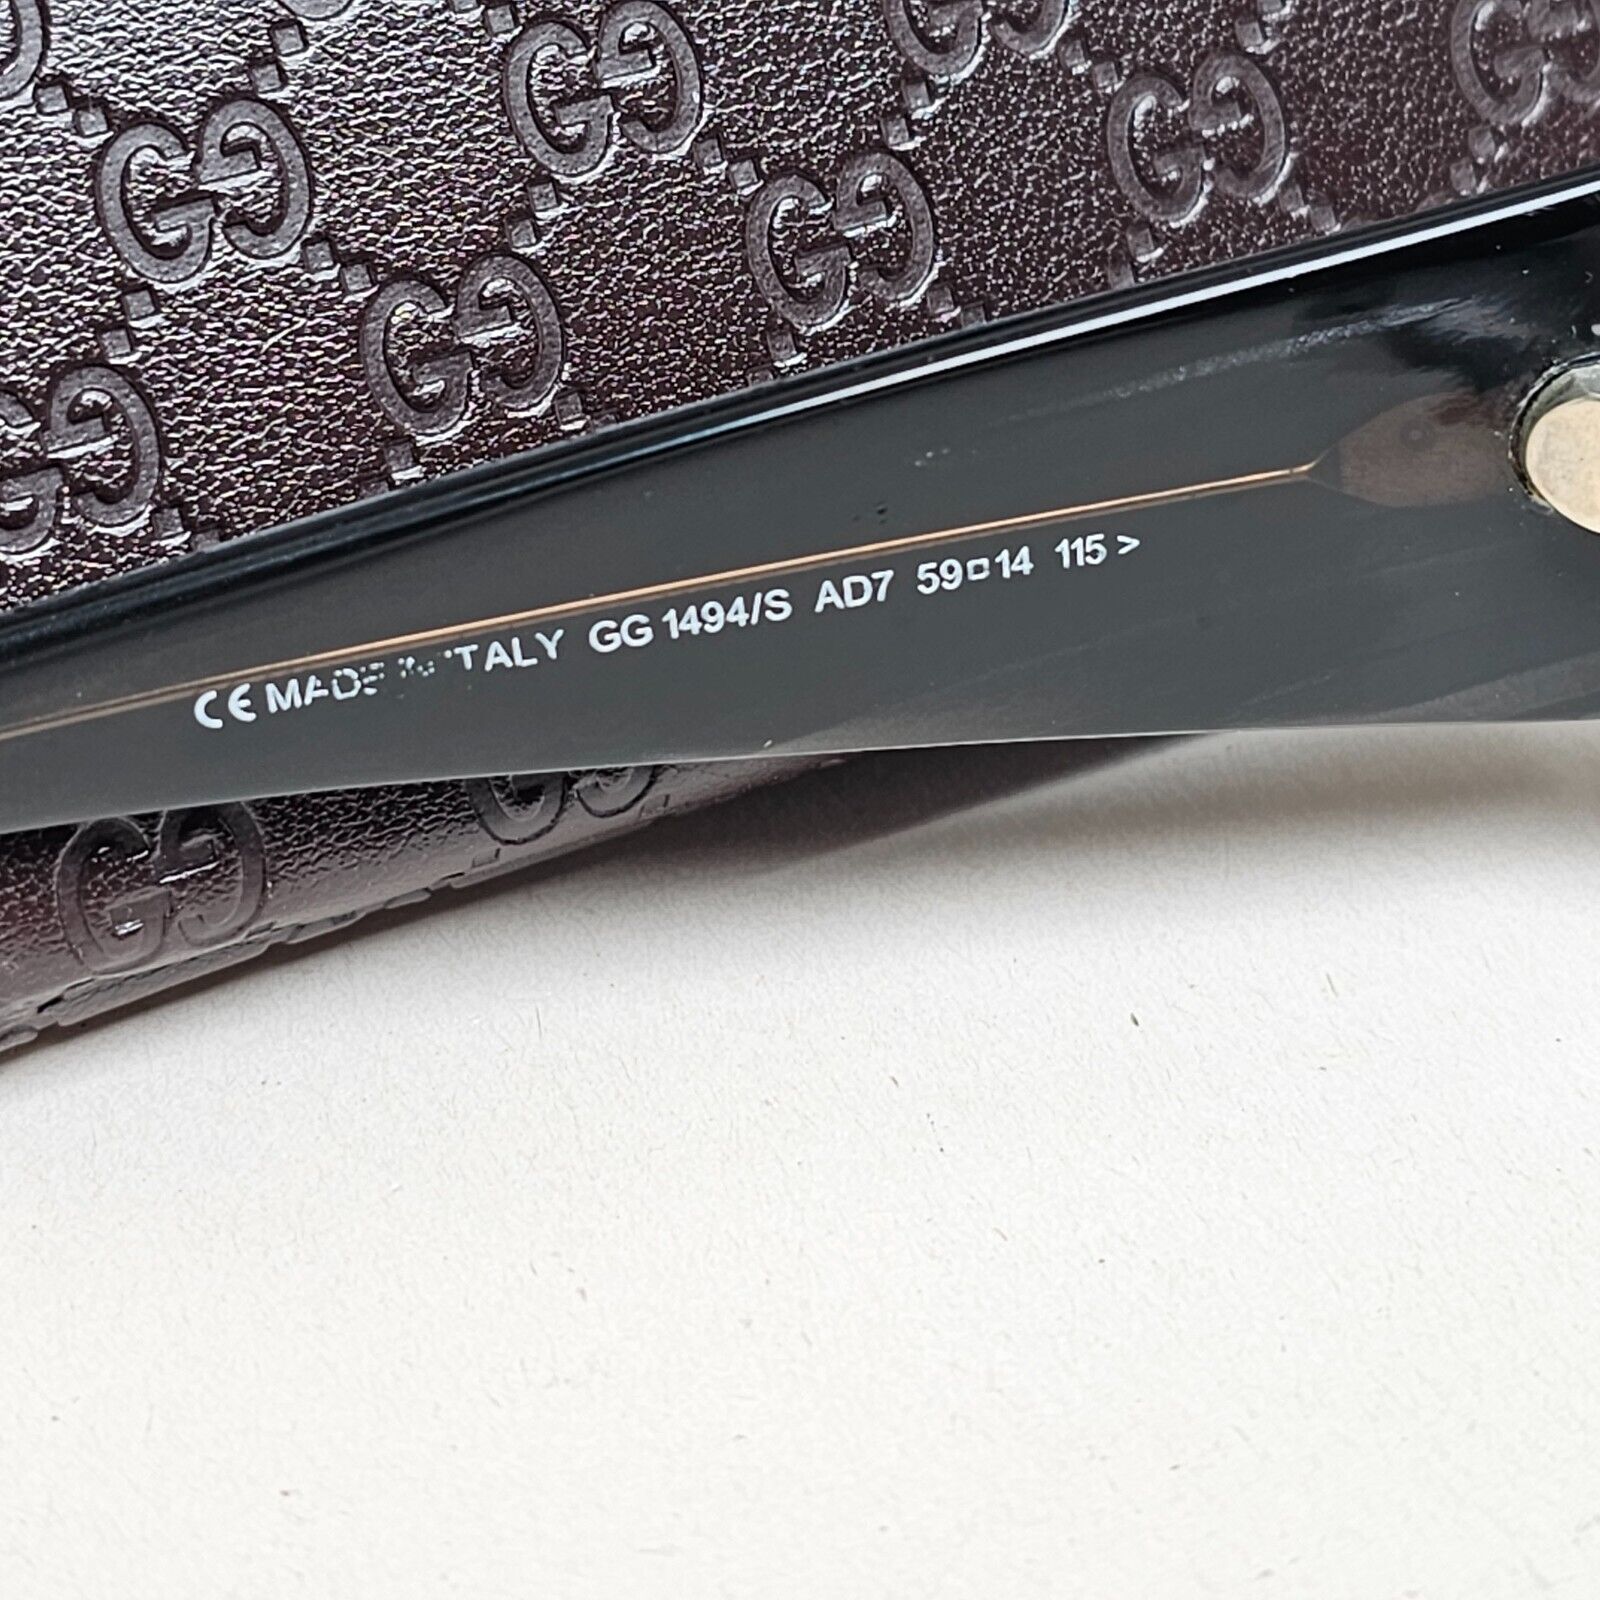 CE MADE IN ITALY GG 1494/S AD7 59□14 115 >